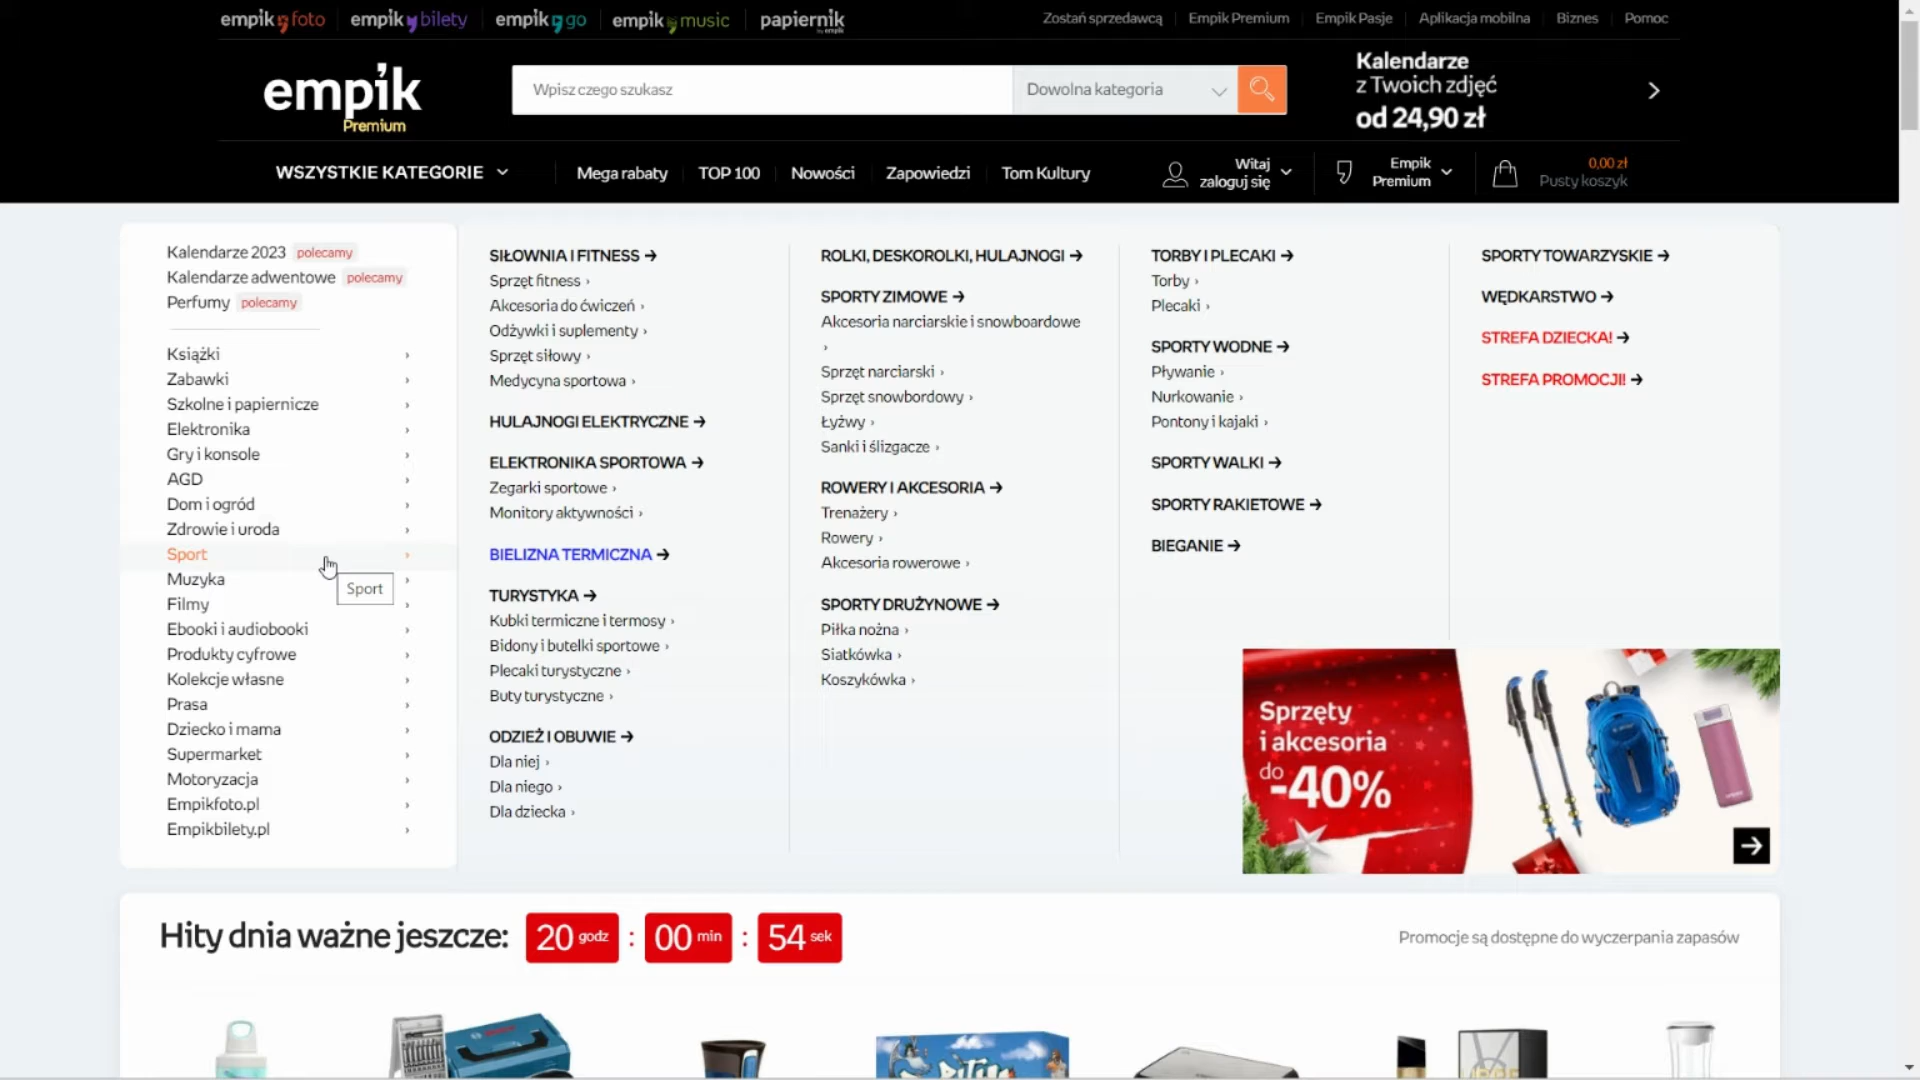 empik foto
empik bilety
empik go
empik music
papiernik
by empik
Zostań sprzedawcą
Empik Premium
Empik Pasje
Aplikacja mobilna
Biznes
Pomoc
empik
Premium
Wpisz czego szukasz
Dowolna kategoria
Kalendarze
z Twoich zdjęć
od 24,90 zł
WSZYSTKIE KATEGORIE
Mega rabaty
TOP 100
Nowości
Zapowiedzi
Tom Kultury
Witaj
zaloguj się
Empik
Premium
0,00 zł
Pusty koszyk
Kalendarze 2023 polecamy
Kalendarze adwentowe polecamy
Perfumy polecamy
Książki
Zabawki
Szkolne i papiernicze
Elektronika
Gry i konsole
AGD
Dom i ogród
Zdrowie i uroda
Sport
Sport
Muzyka
Filmy
Ebooki i audiobooki
Produkty cyfrowe
Kolekcje własne
Prasa
Dziecko i mama
Supermarket
Motoryzacja
Empikfoto.pl
Empikbilety.pl
SIŁOWNIA I FITNESS →
Sprzęt fitness ›
Akcesoria do ćwiczeń ›
Odżywki i suplementy ›
Sprzęt siłowy ›
Medycyna sportowa ›
HULAJNOGI ELEKTRYCZNE →
ELEKTRONIKA SPORTOWA →
Zegarki sportowe ›
Monitory aktywności ›
BIELIZNA TERMICZNA →
TURYSTYKA →
Kubki termiczne i termosy ›
Bidony i butelki sportowe ›
Plecaki turystyczne ›
Buty turystyczne ›
ODZIEŻ I OBUWIE →
Dla niej ›
Dla niego ›
Dla dziecka ›
ROLKI, DESKOROLKI, HULAJNOGI →
SPORTY ZIMOWE →
Akcesoria narciarskie i snowboardowe
›
Sprzęt narciarski ›
Sprzęt snowbordowy ›
Łyżwy ›
Sanki i ślizgacze ›
ROWERY I AKCESORIA →
Trenażery ›
Rowery ›
Akcesoria rowerowe ›
SPORTY DRUŻYNOWE →
Piłka nożna ›
Siatkówka ›
Koszykówka ›
TORBY I PLECAKI →
Torby ›
Plecaki ›
SPORTY WODNE →
Pływanie ›
Nurkowanie ›
Pontony i kajaki ›
SPORTY WALKI →
SPORTY RAKIETOWE →
BIEGANIE →
SPORTY TOWARZYSKIE →
WĘDKARSTWO →
STREFA DZIECKA! →
STREFA PROMOCJI! →
Sprzęty
i akcesoria
do -40%
Hity dnia ważne jeszcze: 20 godz : 00 min : 54 sek
Promocje są dostępne do wyczerpania zapasów